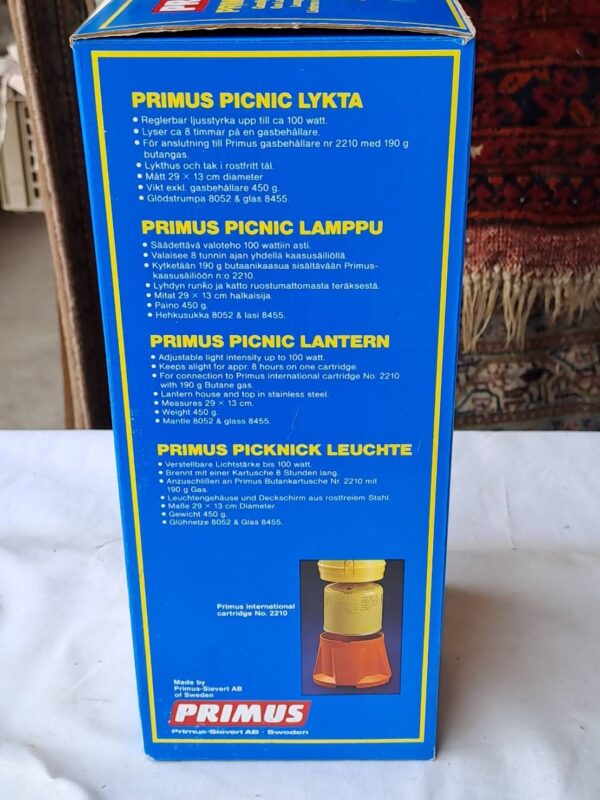 PRIMUS
PRIMUS PICNIC LYKTA
• Reglerbar ljusstyrka upp till ca 100 watt.
• Lyser ca 8 timmar på en gasbehållare.
• För anslutning till Primus gasbehållare nr 2210 med 190 g
butangas.
• Lykthus och tak i rostfritt tål.
• Mått 29 × 13 cm diameter
• Vikt exkl. gasbehållare 450 g.
• Glödstrumpa 8052 & glas 8455.
PRIMUS PICNIC LAMPPU
• Säädettävä valoteho 100 wattiin asti.
• Valaisee 8 tunnin ajan yhdellä kaasusäiliöllä.
• Kytketään 190 g butaanikaasua sisältävään Primus-
kaasusäiliöön n:o 2210.
• Lyhdyn runko ja katto ruostumattomasta teräksestä.
• Mitat 29 × 13 cm halkaisija.
• Paino 450 g.
• Hehkusukka 8052 & lasi 8455.
PRIMUS PICNIC LANTERN
• Adjustable light intensity up to 100 watt.
• Keeps alight for appr. 8 hours on one cartridge.
• For connection to Primus international cartridge No. 2210
with 190 g Butane gas.
• Lantern house and top in stainless steel.
• Measures 29 × 13 cm.
• Weight 450 g.
• Mantle 8052 & glass 8455.
PRIMUS PICKNICK LEUCHTE
• Verstellbare Lichtstärke bis 100 watt.
• Brennt mit einer Kartusche 8 Stunden lang.
• Anzuschlißen an Primus Butankartusche Nr. 2210 mit
190 g Gas.
• Leuchtengehäuse und Deckschirm aus rostfreiem Stahl.
• Maße 29 × 13 cm Diameter.
• Gewicht 450 g.
• Glühnetze 8052 & Glas 8455.
Primus international
cartridge No. 2210
Made by
Primus-Sievert AB
of Sweden
PRIMUS
Primus-Sievert AB · Sweden